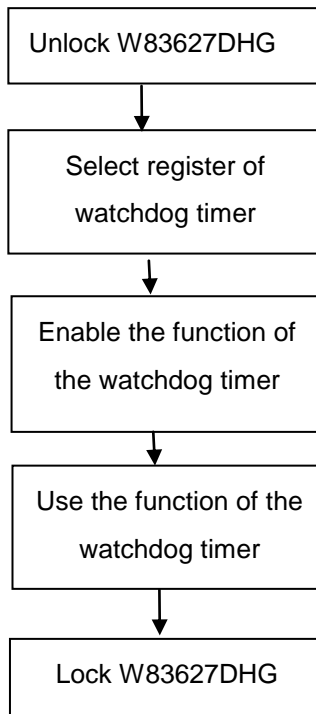 Unlock W83627DHG
Select register of
watchdog timer
Enable the function of
the watchdog timer
Use the function of the
watchdog timer
Lock W83627DHG